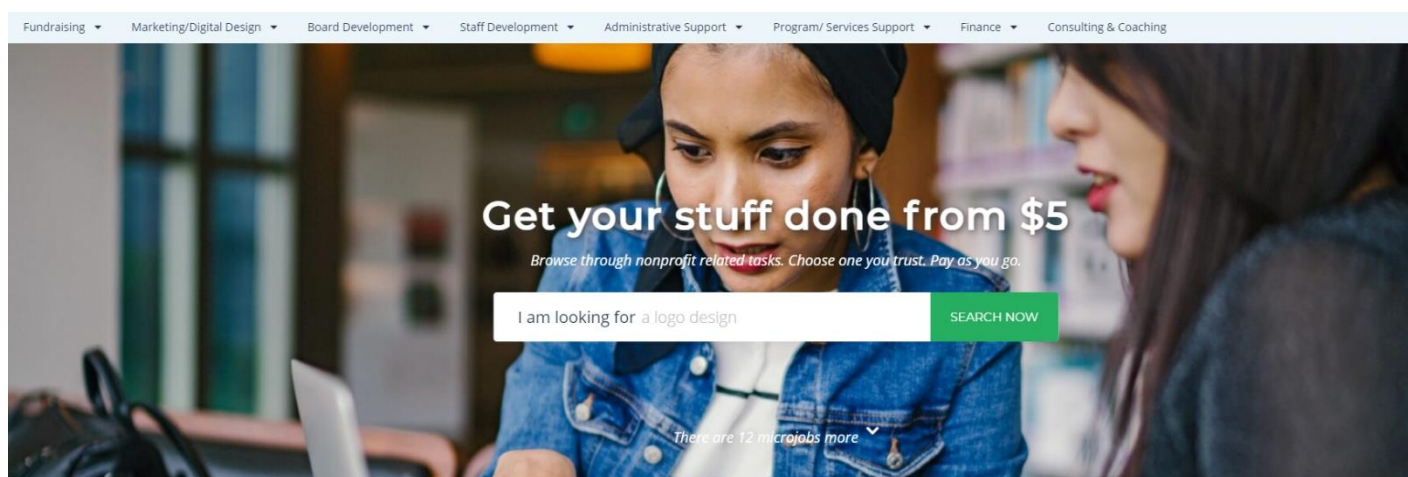 Fundraising Marketing/Digital Design Board Development Staff Development Administrative Support Program/ Services Support Finance Consulting & Coaching
Get your stuff done from $5
Browse through nonprofit related tasks. Choose one you trust. Pay as you go.
I am looking for a logo design SEARCH NOW
There are 12 microjobs more